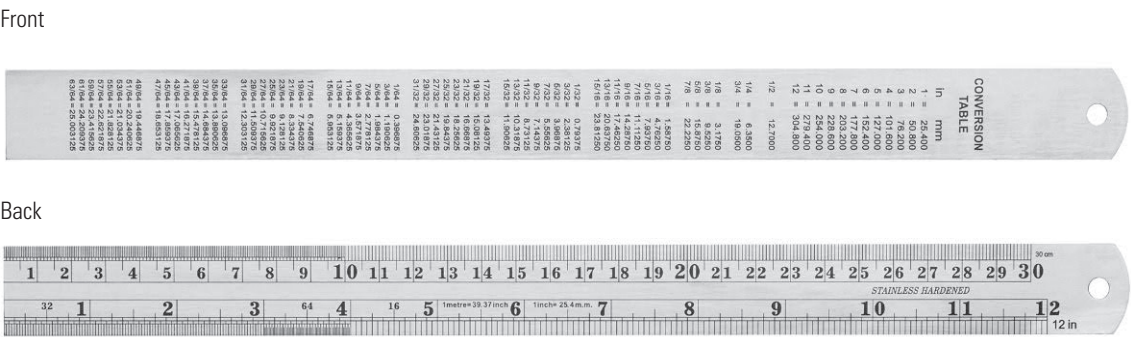 Front
CONVERSION
TABLE
in mm
1 = 25.400
2 = 50.800
3 = 76.200
4 = 101.600
5 = 127.000
6 = 152.400
7 = 177.800
8 = 203.200
9 = 228.600
10 = 254.000
11 = 279.400
12 = 304.800
1/2 = 12.7000
1/4 = 6.3500
3/4 = 19.0500
1/8 = 3.1750
3/8 = 9.5250
5/8 = 15.8750
7/8 = 22.2250
1/16 = 1.58750
3/16 = 4.76250
5/16 = 7.93750
7/16 = 11.11250
9/16 = 14.28750
11/16 = 17.46250
13/16 = 20.63750
15/16 = 23.81250
1/32 = 0.79375
3/32 = 2.38125
5/32 = 3.96875
7/32 = 5.55625
9/32 = 7.14375
11/32 = 8.73125
13/32 = 10.31875
15/32 = 11.90625
17/32 = 13.49375
19/32 = 15.08125
21/32 = 16.66875
23/32 = 18.25625
25/32 = 19.84375
27/32 = 21.43125
29/32 = 23.01875
31/32 = 24.60625
1/64 = 0.396875
3/64 = 1.190625
5/64 = 1.984375
7/64 = 2.778125
9/64 = 3.571875
11/64 = 4.365625
13/64 = 5.159375
15/64 = 5.953125
17/64 = 6.746875
19/64 = 7.540625
21/64 = 8.334375
23/64 = 9.128125
25/64 = 9.921875
27/64 = 10.715625
29/64 = 11.509375
31/64 = 12.303125
33/64 = 13.096875
35/64 = 13.890625
37/64 = 14.684375
39/64 = 15.478125
41/64 = 16.271875
43/64 = 17.065625
45/64 = 17.859375
47/64 = 18.653125
49/64 = 19.446875
51/64 = 20.240625
53/64 = 21.034375
55/64 = 21.828125
57/64 = 22.621875
59/64 = 23.415625
61/64 = 24.209375
63/64 = 25.003125
Back
30 cm
1 2 3 4 5 6 7 8 9 10 11 12 13 14 15 16 17 18 19 20 21 22 23 24 25 26 27 28 29 30
STAINLESS HARDENED
32 1 2 3 64 4 16 5 1metre=39.37inch 6 1inch=25.4m.m. 7 8 9 10 11 12
12 in